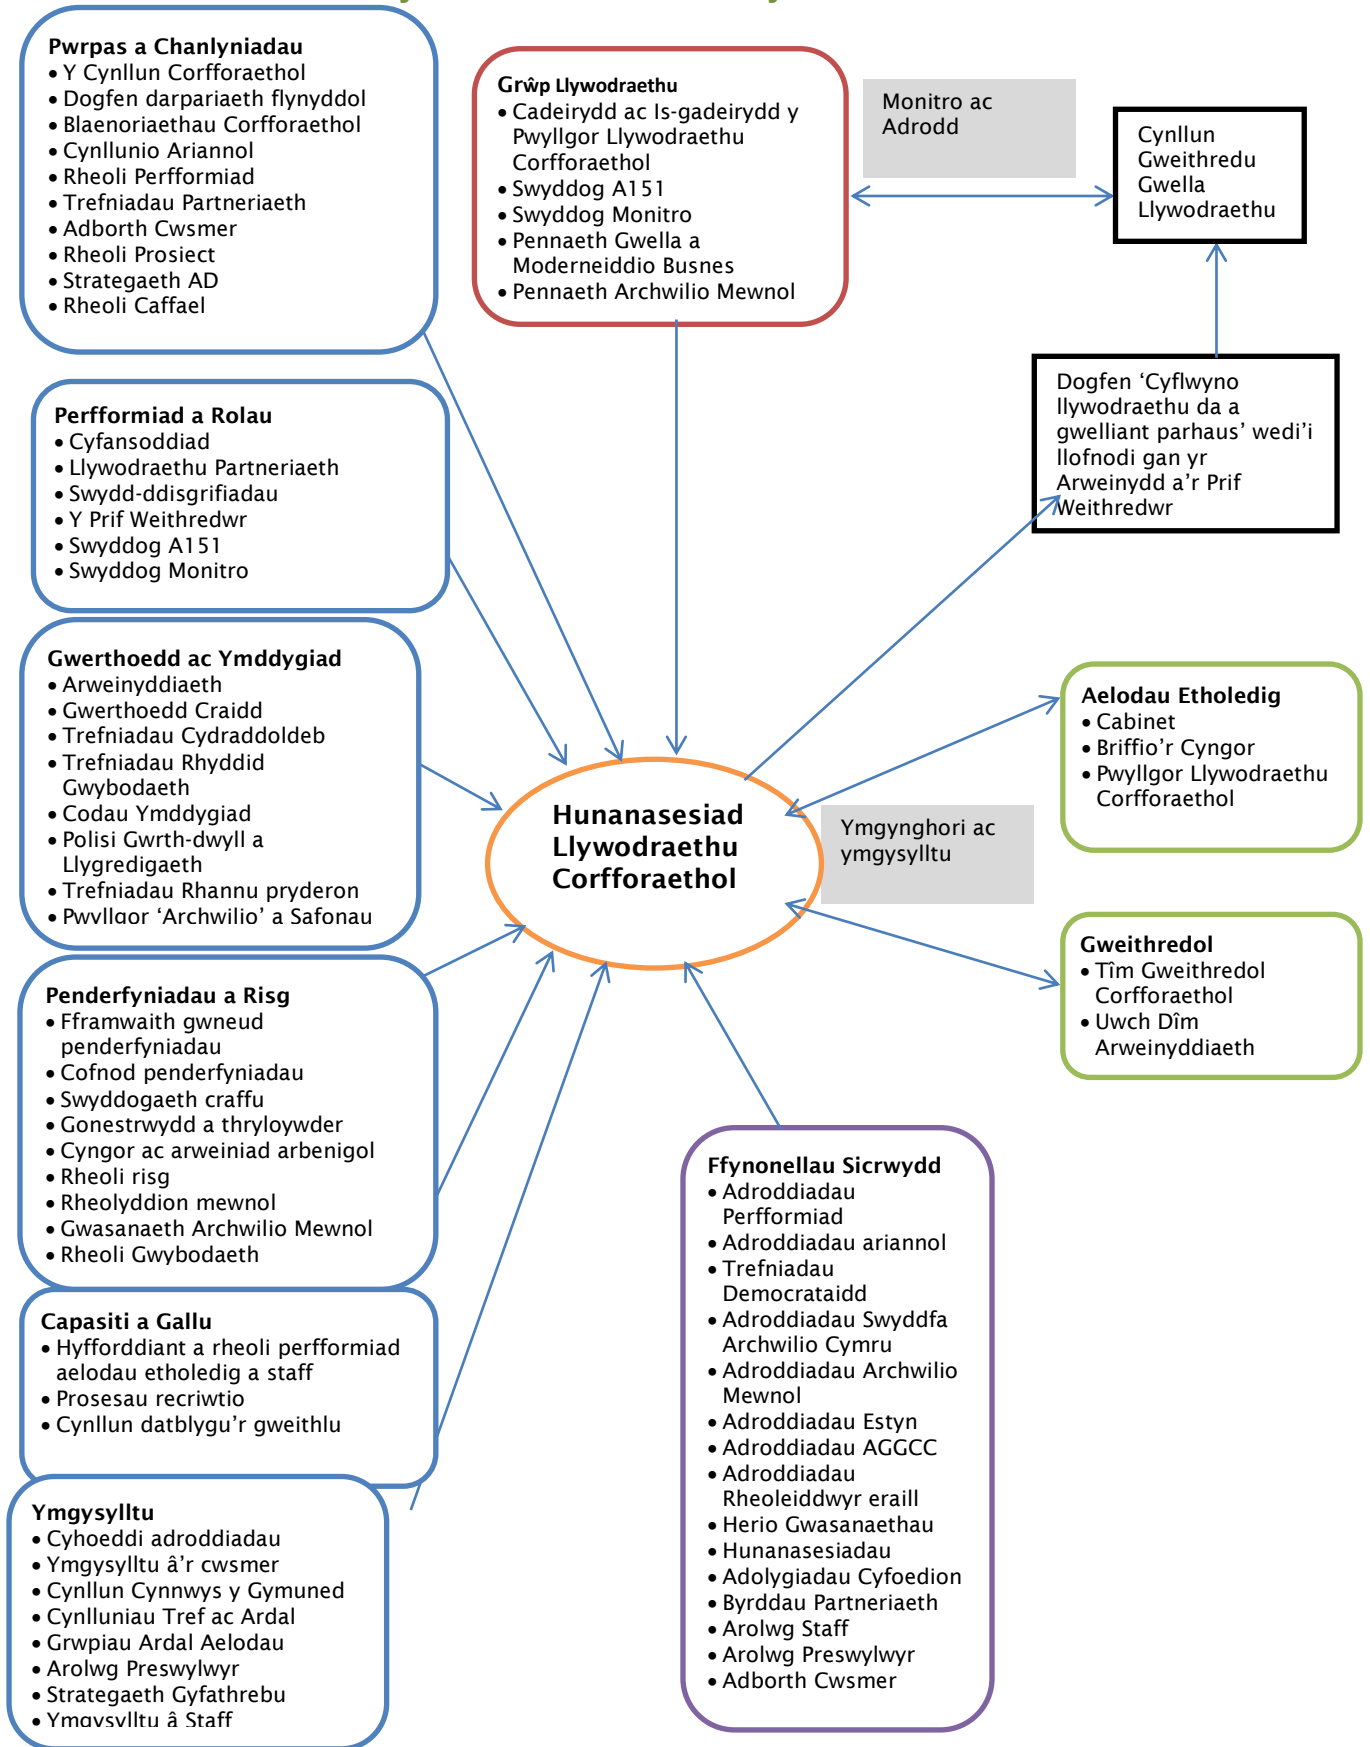 Pwrpas a Chanlyniadau
• Y Cynllun Corfforaethol
• Dogfen darpariaeth flynyddol
• Blaenoriaethau Corfforaethol
• Cynllunio Ariannol
• Rheoli Perfformiad
• Trefniadau Partneriaeth
• Adborth Cwsmer
• Rheoli Prosiect
• Strategaeth AD
• Rheoli Caffael
Grŵp Llywodraethu
• Cadeirydd ac Is-gadeirydd y
Pwyllgor Llywodraethu
Corfforaethol
• Swyddog A151
• Swyddog Monitro
• Pennaeth Gwella a
Moderneiddio Busnes
• Pennaeth Archwilio Mewnol
Monitro ac
Adrodd
Cynllun
Gweithredu
Gwella
Llywodraethu
Dogfen ‘Cyflwyno
llywodraethu da a
gwelliant parhaus’ wedi’i
llofnodi gan yr
Arweinydd a’r Prif
Weithredwr
Perfformiad a Rolau
• Cyfansoddiad
• Llywodraethu Partneriaeth
• Swydd-ddisgrifiadau
• Y Prif Weithredwr
• Swyddog A151
• Swyddog Monitro
Gwerthoedd ac Ymddygiad
• Arweinyddiaeth
• Gwerthoedd Craidd
• Trefniadau Cydraddoldeb
• Trefniadau Rhyddid
Gwybodaeth
• Codau Ymddygiad
• Polisi Gwrth-dwyll a
Llygredigaeth
• Trefniadau Rhannu pryderon
• Pwyllgor ‘Archwilio’ a Safonau
Hunanasesiad
Llywodraethu
Corfforaethol
Ymgynghori ac
ymgysylltu
Aelodau Etholedig
• Cabinet
• Briffio’r Cyngor
• Pwyllgor Llywodraethu
Corfforaethol
Gweithredol
• Tîm Gweithredol
Corfforaethol
• Uwch Dîm
Arweinyddiaeth
Penderfyniadau a Risg
• Fframwaith gwneud
penderfyniadau
• Cofnod penderfyniadau
• Swyddogaeth craffu
• Gonestrwydd a thryloywder
• Cyngor ac arweiniad arbenigol
• Rheoli risg
• Rheolyddion mewnol
• Gwasanaeth Archwilio Mewnol
• Rheoli Gwybodaeth
Capasiti a Gallu
• Hyfforddiant a rheoli perfformiad
aelodau etholedig a staff
• Prosesau recriwtio
• Cynllun datblygu’r gweithlu
Ymgysylltu
• Cyhoeddi adroddiadau
• Ymgysylltu â’r cwsmer
• Cynllun Cynnwys y Gymuned
• Cynlluniau Tref ac Ardal
• Grwpiau Ardal Aelodau
• Arolwg Preswylwyr
• Strategaeth Gyfathrebu
• Ymgysylltu â Staff
Ffynonellau Sicrwydd
• Adroddiadau
Perfformiad
• Adroddiadau ariannol
• Trefniadau
Democrataidd
• Adroddiadau Swyddfa
Archwilio Cymru
• Adroddiadau Archwilio
Mewnol
• Adroddiadau Estyn
• Adroddiadau AGGCC
• Adroddiadau
Rheoleiddwyr eraill
• Herio Gwasanaethau
• Hunanasesiadau
• Adolygiadau Cyfoedion
• Byrddau Partneriaeth
• Arolwg Staff
• Arolwg Preswylwyr
• Adborth Cwsmer